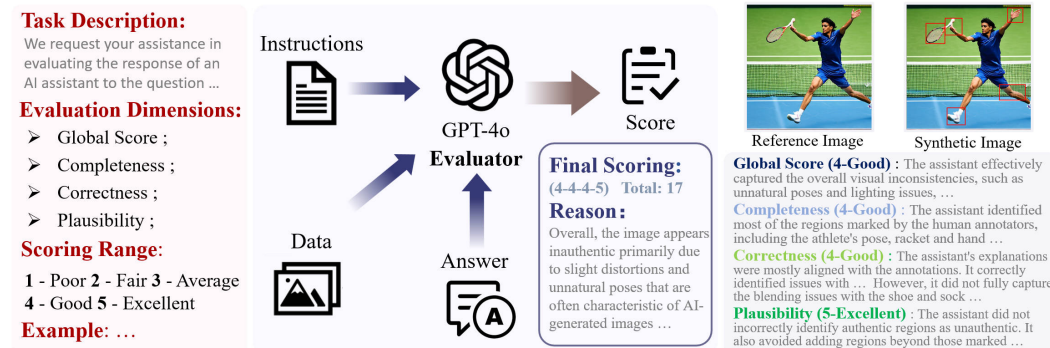 Task Description:
We request your assistance in
evaluating the response of an
AI assistant to the question ...
Evaluation Dimensions:
➤ Global Score ;
➤ Completeness ;
➤ Correctness ;
➤ Plausibility ;
Scoring Range:
1 - Poor 2 - Fair 3 - Average
4 - Good 5 - Excellent
Example: ...
Instructions
GPT-4o
Evaluator
Score
Data
Answer
A
Final Scoring:
(4-4-4-5) Total: 17
Reason:
Overall, the image appears
inauthentic primarily due
to slight distortions and
unnatural poses that are
often characteristic of AI-
generated images ...
Reference Image
Synthetic Image
Global Score (4-Good) : The assistant effectively
captured the overall visual inconsistencies, such as
unnatural poses and lighting issues, ...
Completeness (4-Good) : The assistant identified
most of the regions marked by the human annotators,
including the athlete's pose, racket and hand ...
Correctness (4-Good) : The assistant's explanations
were mostly aligned with the annotations. It correctly
identified issues with ... However, it did not fully capture
the blending issues with the shoe and sock ...
Plausibility (5-Excellent) : The assistant did not
incorrectly identify authentic regions as unauthentic. It
also avoided adding regions beyond those marked ...